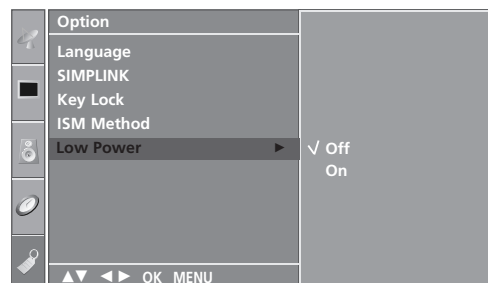 Option
Language
SIMPLINK
Key Lock
ISM Method
Low Power ►
√ Off
On
▲▼ ◄► OK MENU